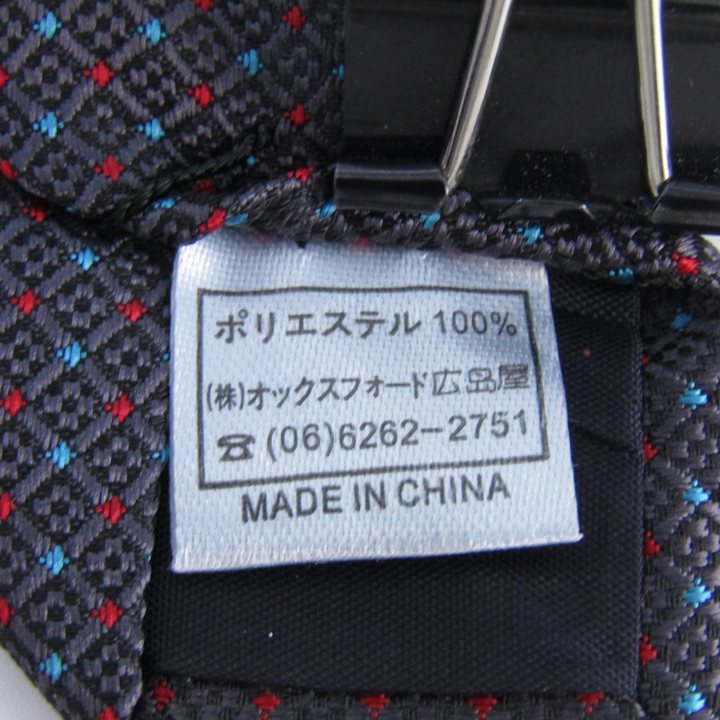 ポリエステル 100%
(株)オックスフォード広島屋
☎ (06)6262-2751
MADE IN CHINA